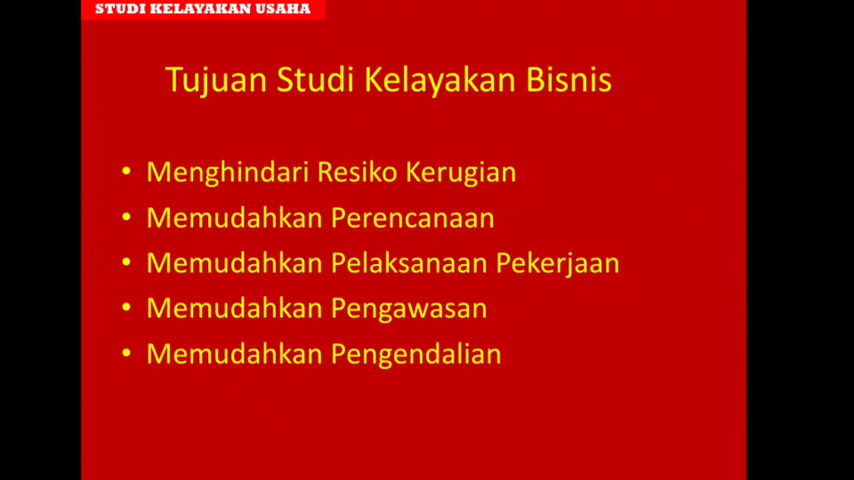 STUDI KELAYAKAN USAHA
Tujuan Studi Kelayakan Bisnis
• Menghindari Resiko Kerugian
• Memudahkan Perencanaan
• Memudahkan Pelaksanaan Pekerjaan
• Memudahkan Pengawasan
• Memudahkan Pengendalian